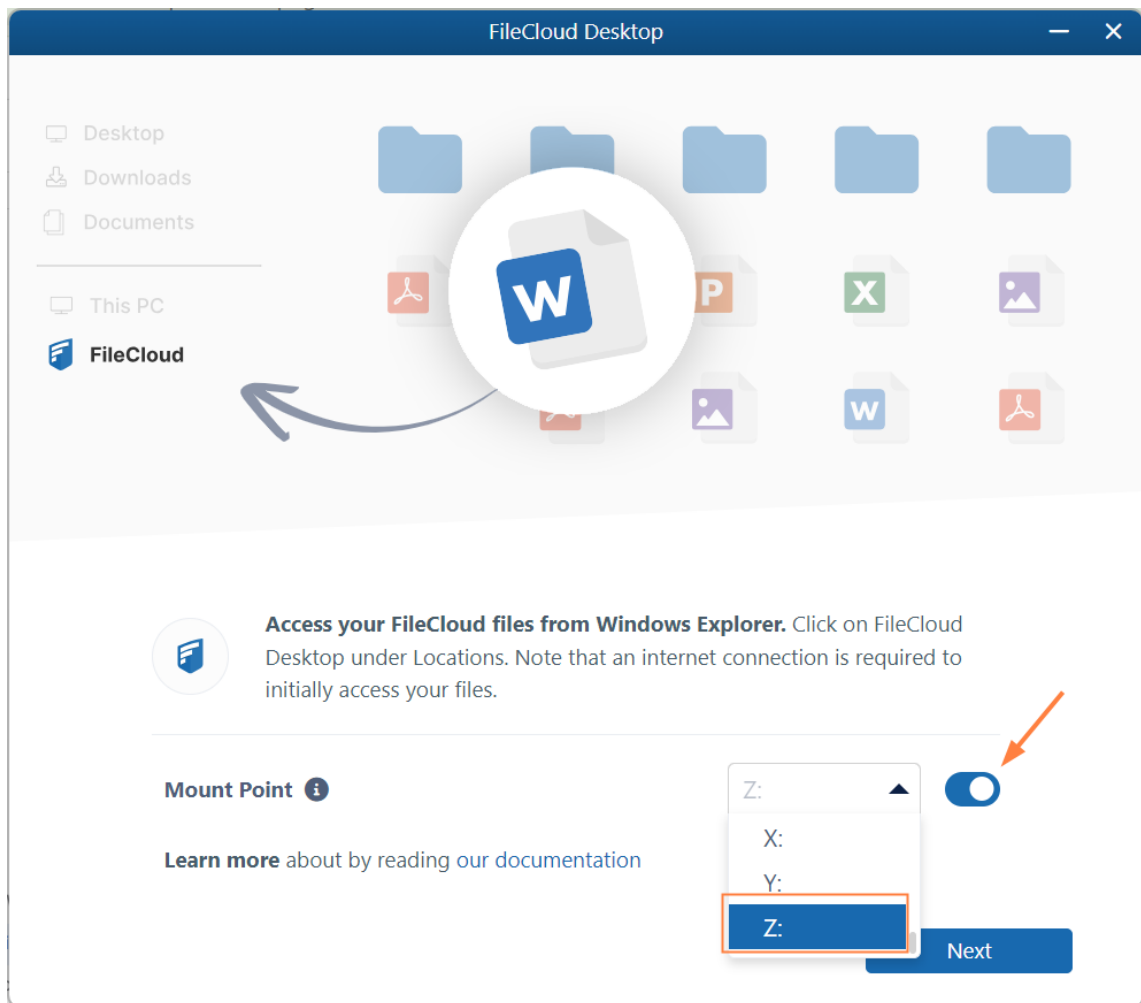 FileCloud Desktop
Desktop
Downloads
Documents
This PC
FileCloud
W
P
X
W
Access your FileCloud files from Windows Explorer. Click on FileCloud
Desktop under Locations. Note that an internet connection is required to
initially access your files.
Mount Point
Z:
X:
Y:
Z:
Learn more about by reading our documentation
Next